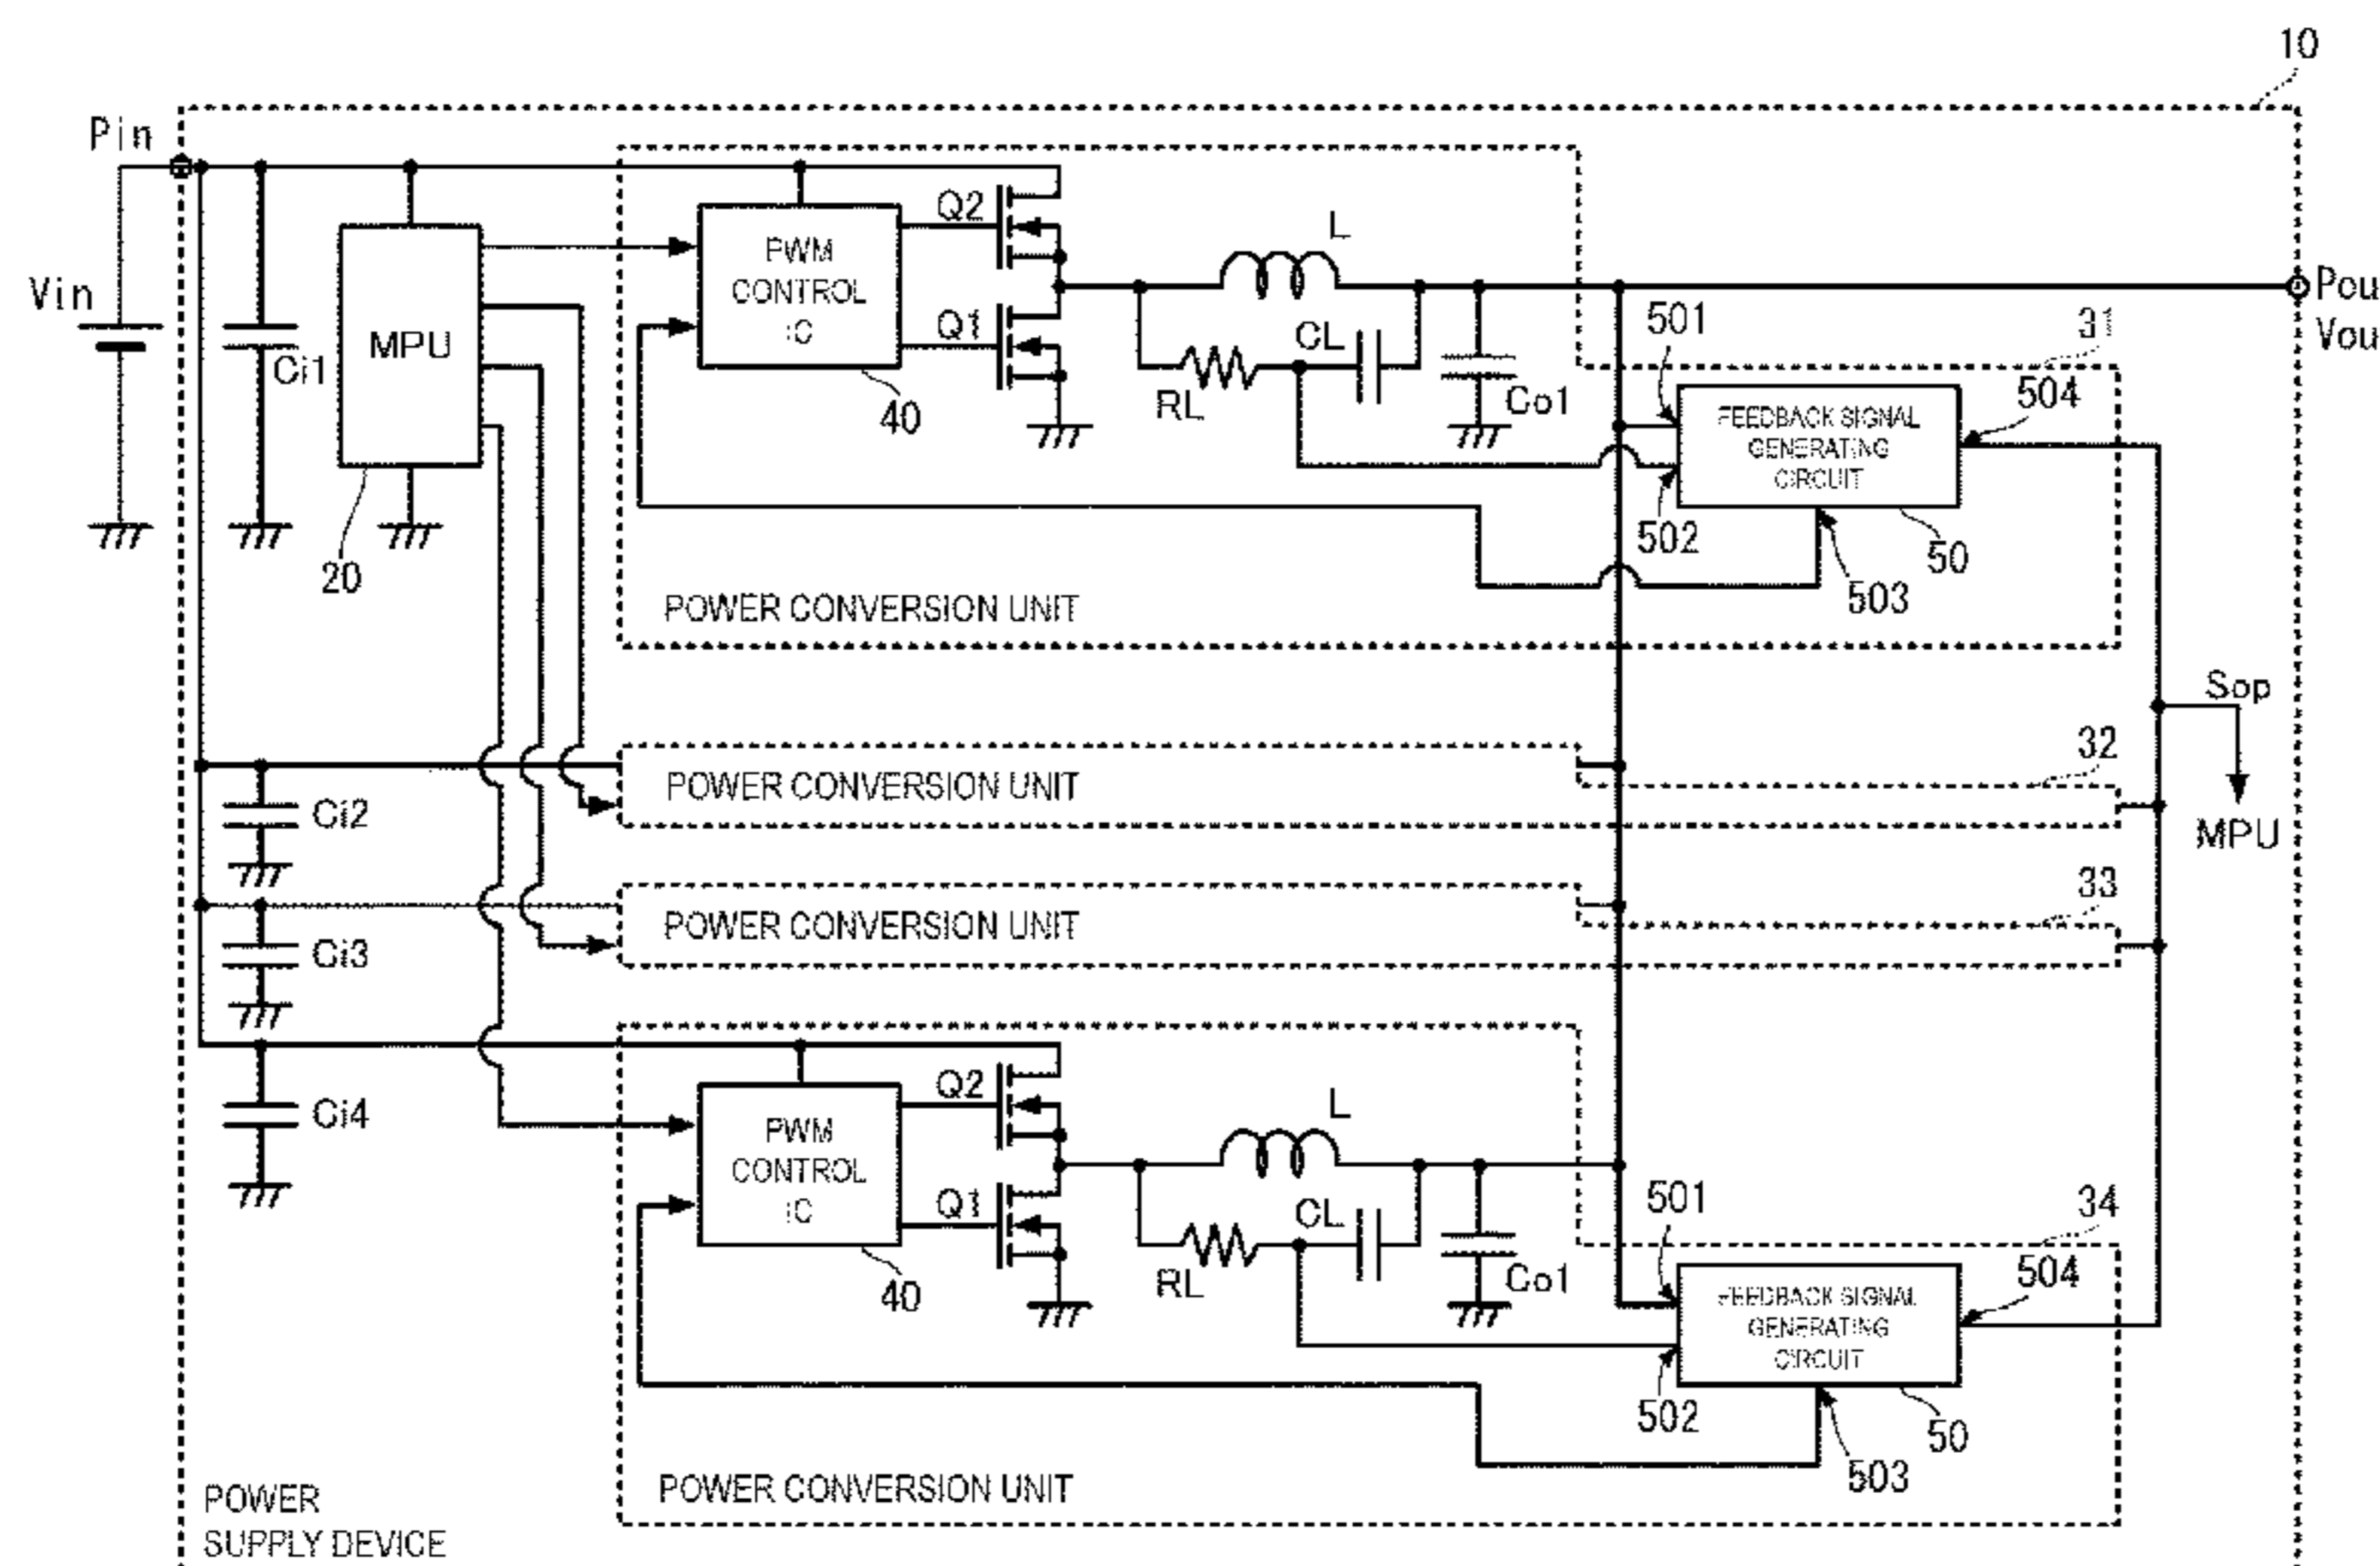 10
Pin
Vin
Ci1
MPU
20
PWM
CONTROL
IC
40
Q2
Q1
L
RL
CL
Co1
Pou
Vou
31
501
502
503
504
FEEDBACK SIGNAL
GENERATING
CIRCUIT
50
POWER CONVERSION UNIT
Sop
MPU
32
Ci2
POWER CONVERSION UNIT
33
Ci3
POWER CONVERSION UNIT
Ci4
PWM
CONTROL
IC
40
Q2
Q1
L
RL
CL
Co1
34
501
502
503
504
FEEDBACK SIGNAL
GENERATING
CIRCUIT
50
POWER CONVERSION UNIT
POWER
SUPPLY DEVICE